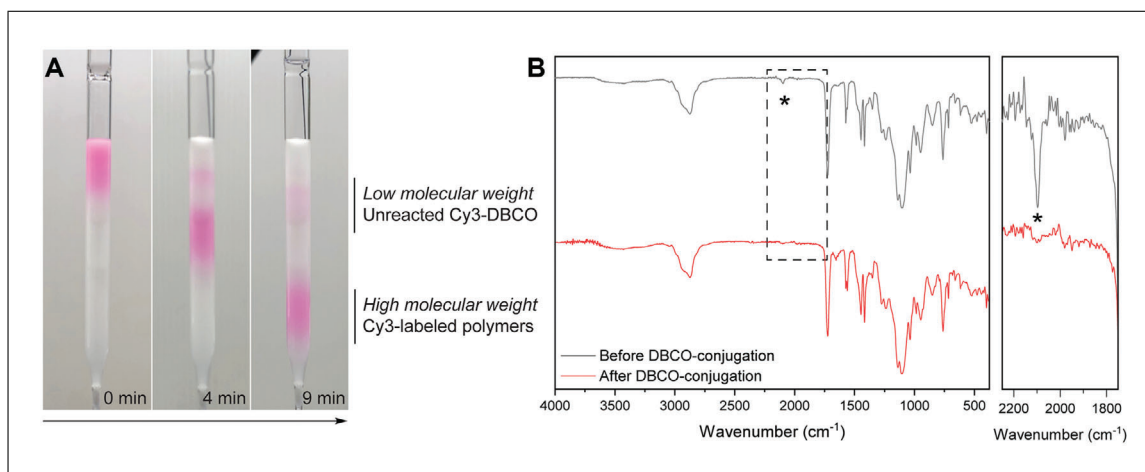 A
0 min
4 min
9 min
Low molecular weight
Unreacted Cy3-DBCO
High molecular weight
Cy3-labeled polymers
B
*
*
Before DBCO-conjugation
After DBCO-conjugation
4000 3500 3000 2500 2000 1500 1000 500
2200 2000 1800
Wavenumber (cm⁻¹)
Wavenumber (cm⁻¹)